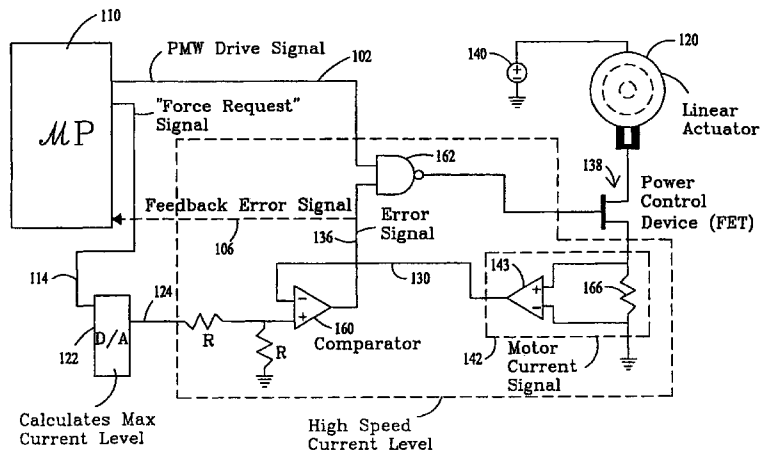 110
PMW Drive Signal
102
140
120
μP
"Force Request"
Signal
Linear
Actuator
162
138
Power
Control
Device (FET)
Feedback Error Signal
106
Error
Signal
136
130
143
114
124
166
122
D/A
R
R
160
Comparator
142
Motor
Current
Signal
Calculates Max
Current Level
High Speed
Current Level